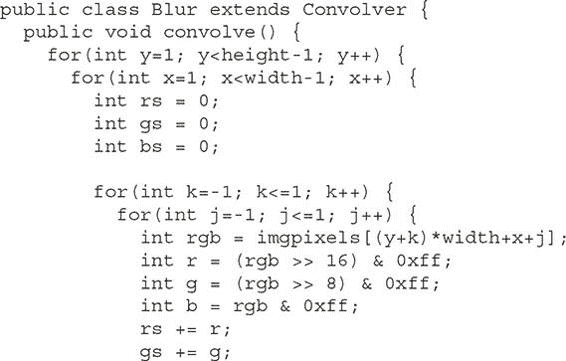 public class Blur extends Convolver {
public void convolve() {
for(int y=1; y<height-1; y++) {
for(int x=1; x<width-1; x++) {
int rs = 0;
int gs = 0;
int bs = 0;
for(int k=-1; k<=1; k++) {
for(int j=-1; j<=1; j++) {
int rgb = imgpixels[(y+k)*width+x+j];
int r = (rgb >> 16) & 0xff;
int g = (rgb >> 8) & 0xff;
int b = rgb & 0xff;
rs += r;
gs += g;